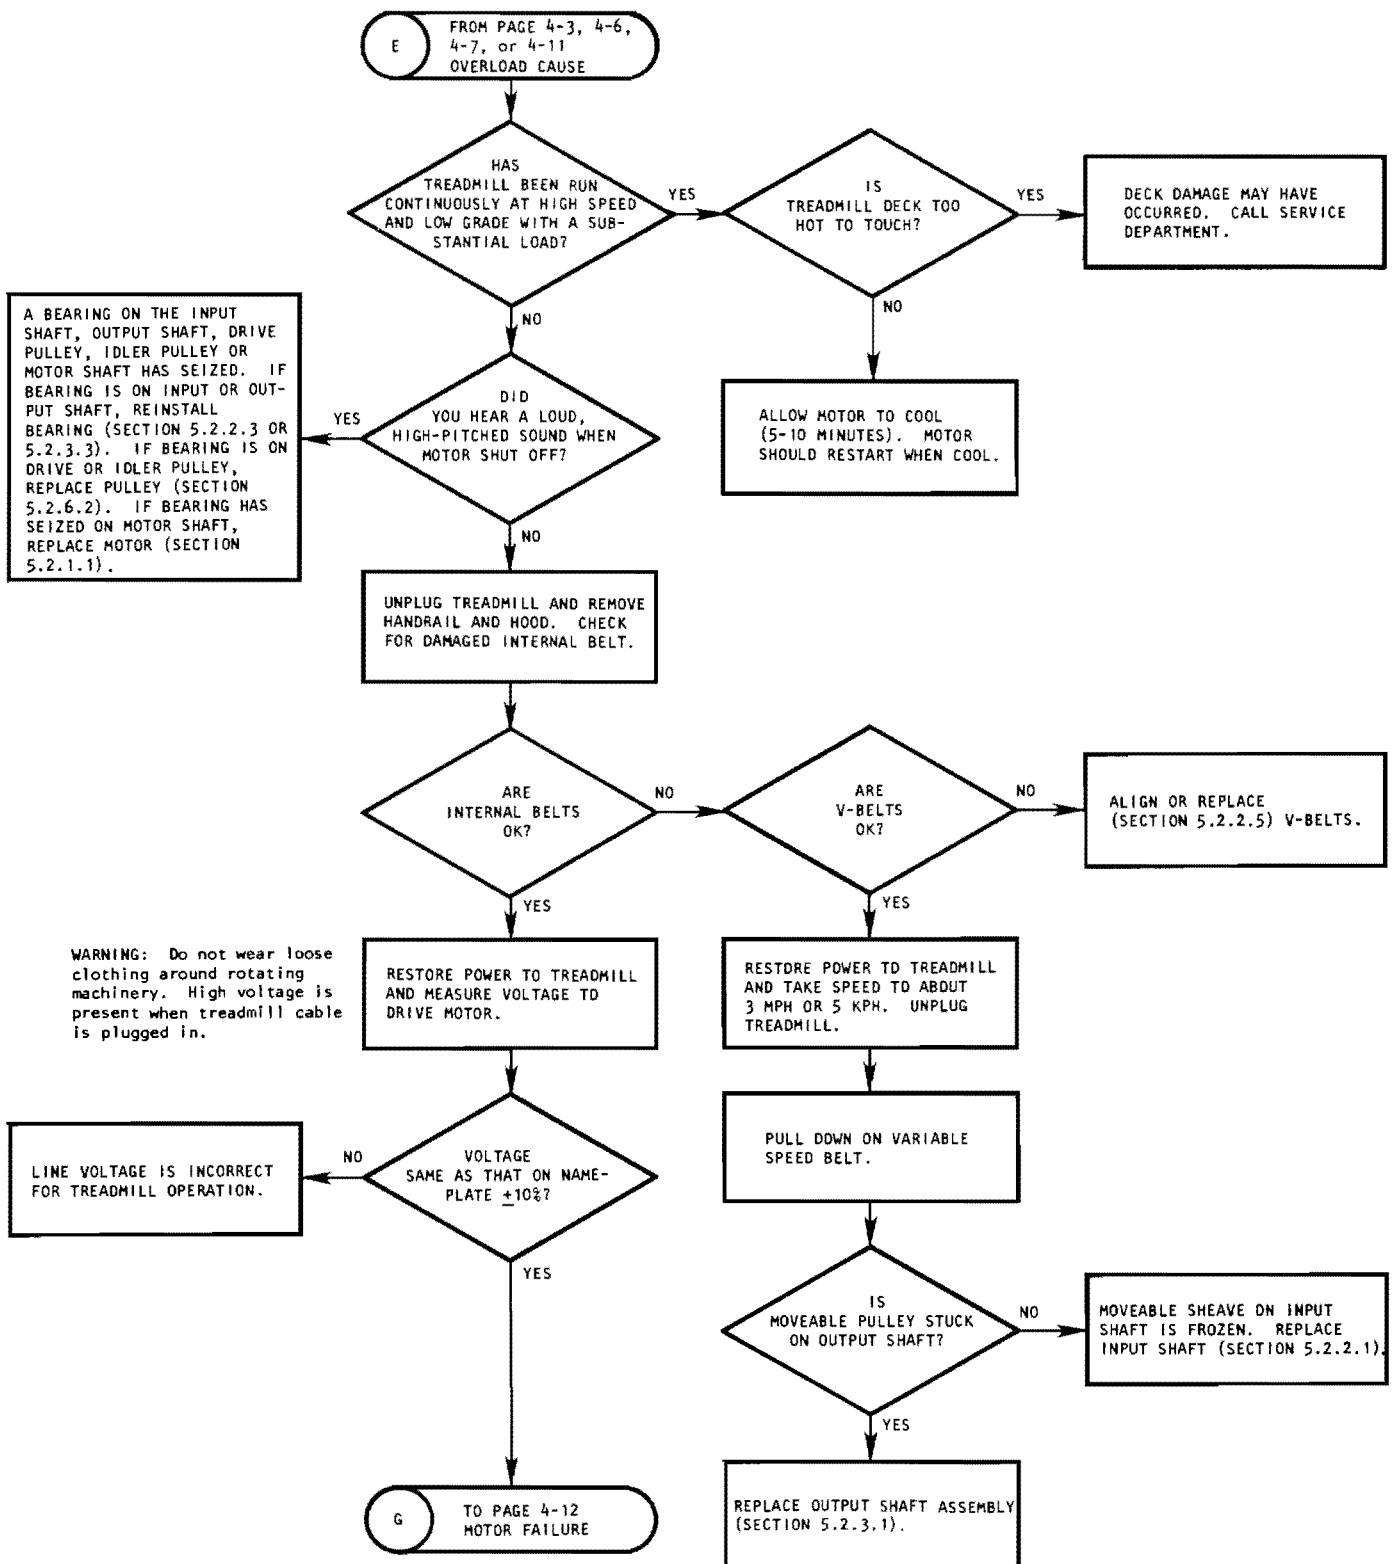 E
FROM PAGE 4-3, 4-6,
4-7, or 4-11
OVERLOAD CAUSE
HAS
TREADMILL BEEN RUN
CONTINUOUSLY AT HIGH SPEED
AND LOW GRADE WITH A SUB-
STANTIAL LOAD?
YES
IS
TREADMILL DECK TOO
HOT TO TOUCH?
YES
DECK DAMAGE MAY HAVE
OCCURRED. CALL SERVICE
DEPARTMENT.
NO
NO
A BEARING ON THE INPUT
SHAFT, OUTPUT SHAFT, DRIVE
PULLEY, IDLER PULLEY OR
MOTOR SHAFT HAS SEIZED. IF
BEARING IS ON INPUT OR OUT-
PUT SHAFT, REINSTALL
BEARING (SECTION 5.2.2.3 OR
5.2.3.3). IF BEARING IS ON
DRIVE OR IDLER PULLEY,
REPLACE PULLEY (SECTION
5.2.6.2). IF BEARING HAS
SEIZED ON MOTOR SHAFT,
REPLACE MOTOR (SECTION
5.2.1.1).
YES
DID
YOU HEAR A LOUD,
HIGH-PITCHED SOUND WHEN
MOTOR SHUT OFF?
ALLOW MOTOR TO COOL
(5-10 MINUTES). MOTOR
SHOULD RESTART WHEN COOL.
NO
UNPLUG TREADMILL AND REMOVE
HANDRAIL AND HOOD. CHECK
FOR DAMAGED INTERNAL BELT.
ARE
INTERNAL BELTS
OK?
NO
ARE
V-BELTS
OK?
NO
ALIGN OR REPLACE
(SECTION 5.2.2.5) V-BELTS.
YES
YES
WARNING: Do not wear loose
clothing around rotating
machinery. High voltage is
present when treadmill cable
is plugged in.
RESTORE POWER TO TREADMILL
AND MEASURE VOLTAGE TO
DRIVE MOTOR.
RESTDRE POWER TD TREADMILL
AND TAKE SPEED TO ABOUT
3 MPH OR 5 KPH. UNPLUG
TREADMILL.
PULL DOWN ON VARIABLE
SPEED BELT.
LINE VOLTAGE IS INCORRECT
FOR TREADMILL OPERATION.
NO
VOLTAGE
SAME AS THAT ON NAME-
PLATE ±10%?
YES
IS
MOVEABLE PULLEY STUCK
ON OUTPUT SHAFT?
NO
MOVEABLE SHEAVE ON INPUT
SHAFT IS FROZEN. REPLACE
INPUT SHAFT (SECTION 5.2.2.1).
YES
G
TO PAGE 4-12
MOTOR FAILURE
REPLACE OUTPUT SHAFT ASSEMBLY
(SECTION 5.2.3.1).